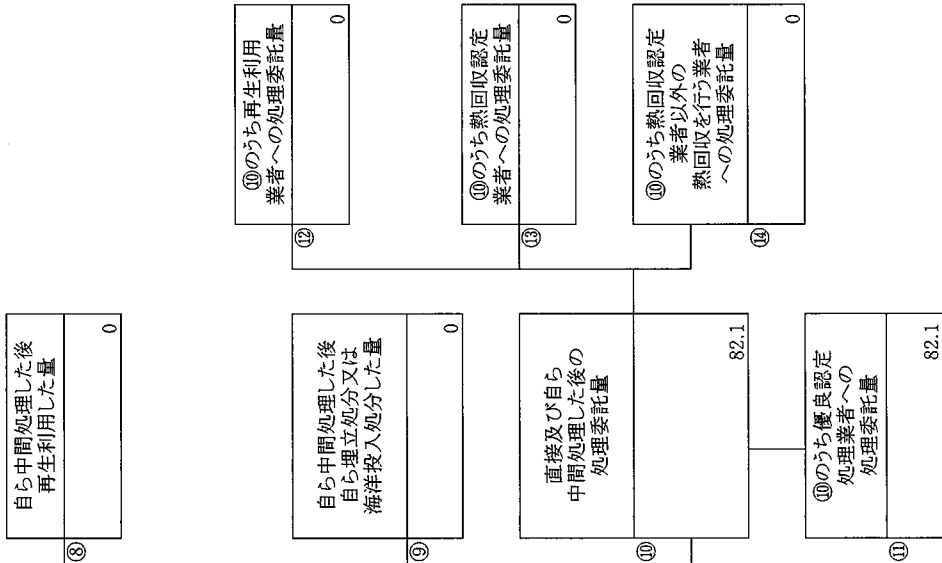 ⑧
自ら中間処理した後
再生利用した量
0
⑨
自ら中間処理した後
自ら埋立処分又は
海洋投入処分した量
0
⑩
直接及び自ら
中間処理した後の
処理委託量
82.1
⑪
⑩のうち優良認定
処理業者への
処理委託量
82.1
⑫
⑩のうち再生利用
業者への処理委託量
0
⑬
⑩のうち熱回収認定
業者への処理委託量
0
⑭
⑩のうち熱回収認定
業者以外の
熱回収を行う業者
への処理委託量
0